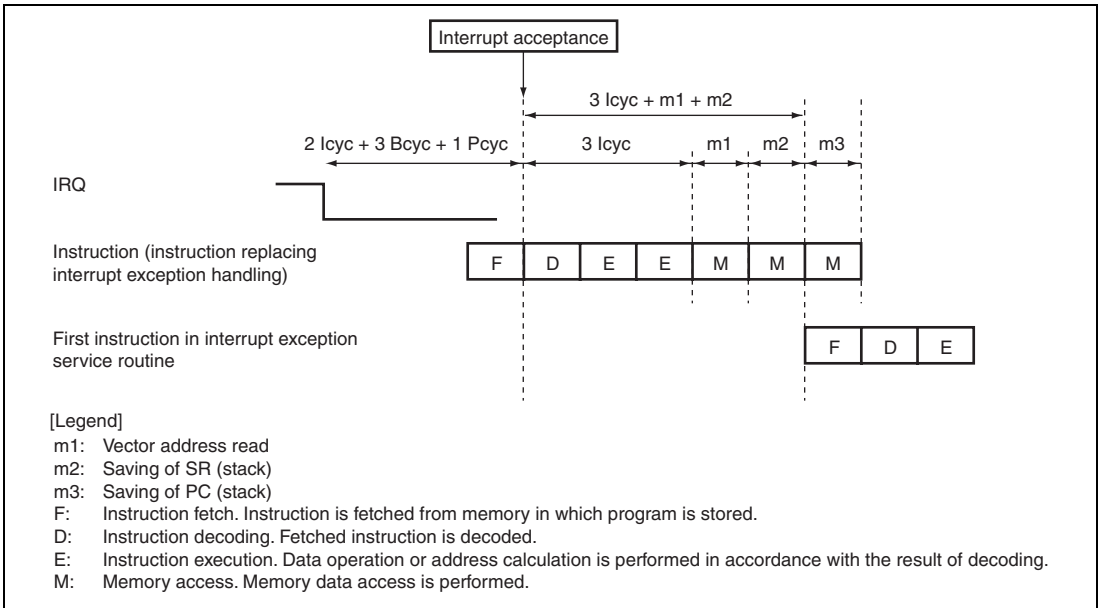 Interrupt acceptance
3 Icyc + m1 + m2
2 Icyc + 3 Bcyc + 1 Pcyc
3 Icyc
m1
m2
m3
IRQ
Instruction (instruction replacing
interrupt exception handling)
F D E E M M M
First instruction in interrupt exception
service routine
F D E
[Legend]
m1: Vector address read
m2: Saving of SR (stack)
m3: Saving of PC (stack)
F: Instruction fetch. Instruction is fetched from memory in which program is stored.
D: Instruction decoding. Fetched instruction is decoded.
E: Instruction execution. Data operation or address calculation is performed in accordance with the result of decoding.
M: Memory access. Memory data access is performed.